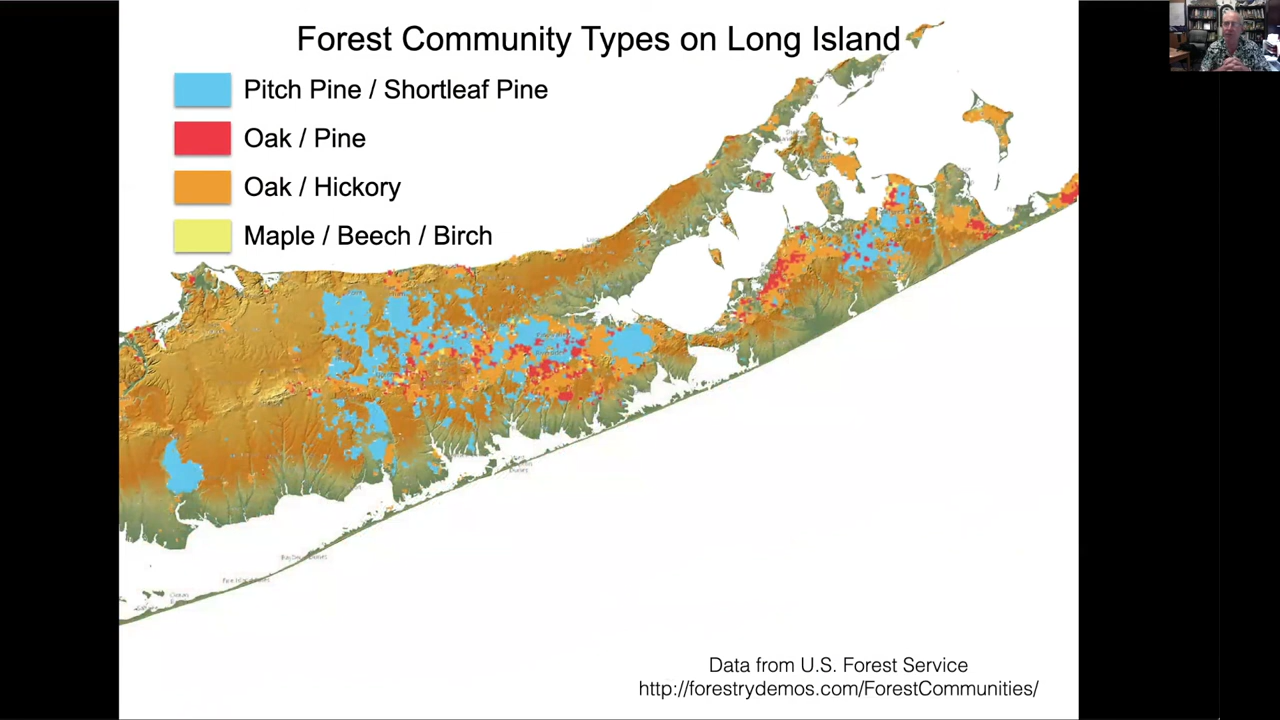 Forest Community Types on Long Island
Pitch Pine / Shortleaf Pine
Oak / Pine
Oak / Hickory
Maple / Beech / Birch
Data from U.S. Forest Service
http://forestrydemos.com/ForestCommunities/